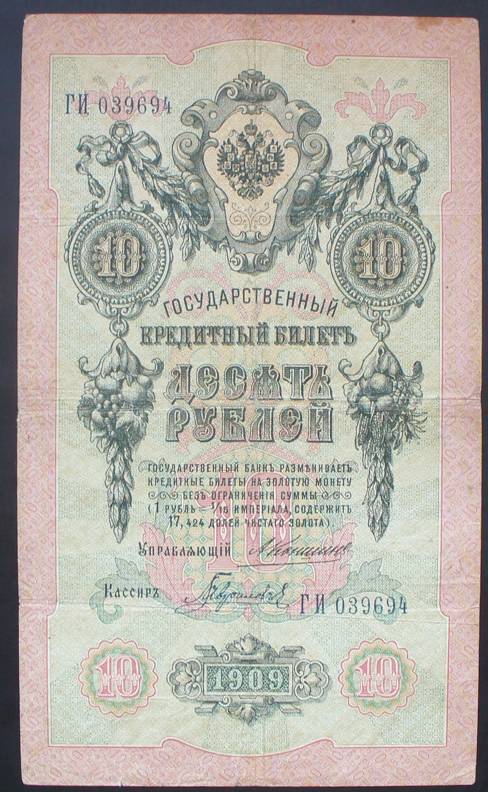 ГИ 039694
10 10
ГОСУДАРСТВЕННЫЙ
КРЕДИТНЫЙ БИЛЕТЪ
ДЕСЯТЬ
РУБЛЕЙ
ГОСУДАРСТВЕННЫЙ БАНКЪ РАЗМѢНИВАЕТЪ
КРЕДИТНЫЕ БИЛЕТЫ НА ЗОЛОТУЮ МОНЕТУ
БЕЗЪ ОГРАНИЧЕНІЯ СУММЫ
(1 РУБЛЬ = 1/15 ИМПЕРІАЛА, СОДЕРЖИТЪ
17,424 ДОЛЕЙ ЧИСТАГО ЗОЛОТА).
УПРАВЛЯЮЩІЙ
КАССИРЪ
ГИ 039694
10 1909 10